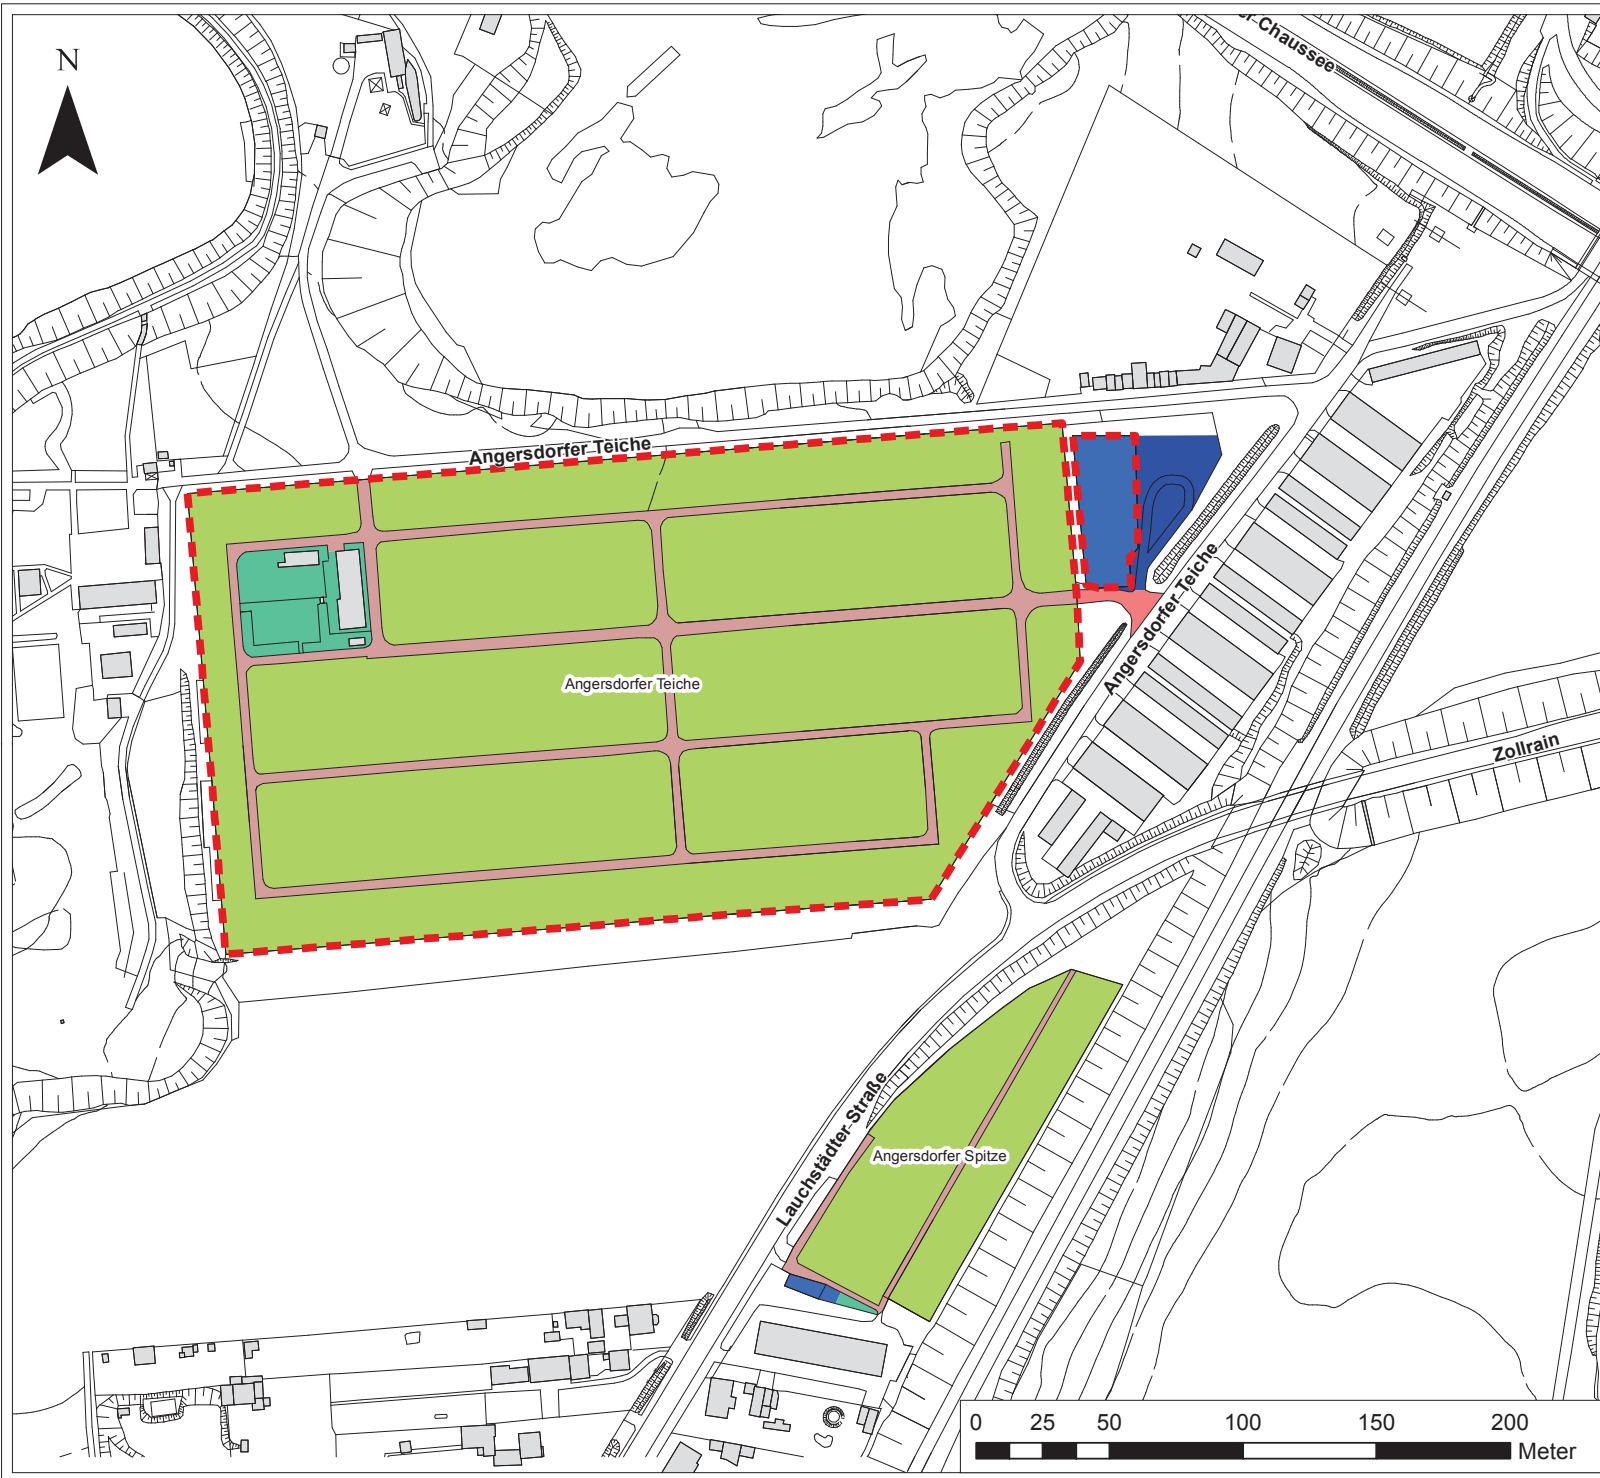 er-Chaussee
N
Angersdorfer Teiche
Angersdorfer-Teiche
Angersdorfer Teiche
Zollrain
Lauchstädter-Straße
Angersdorfer Spitze
0 25 50 100 150 200
Meter